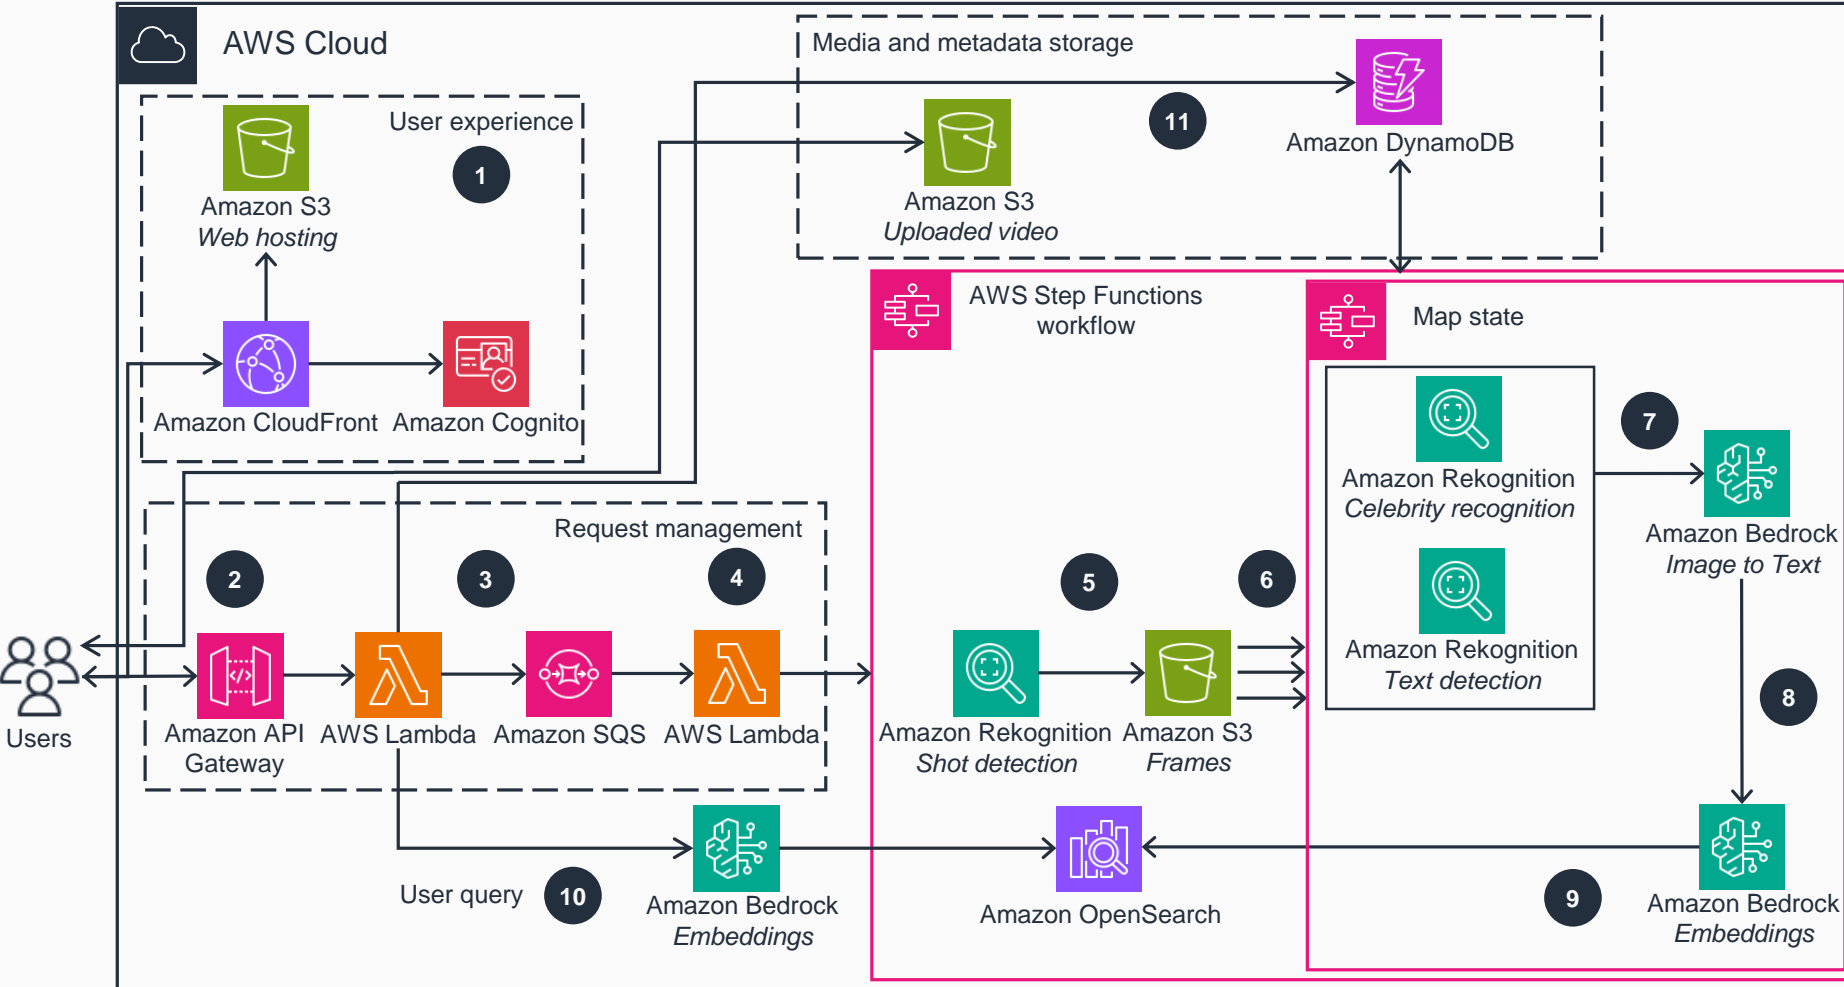 AWS Cloud
Media and metadata storage
11
Amazon DynamoDB
Amazon S3
Uploaded video
User experience
1
Amazon S3
Web hosting
Amazon CloudFront
Amazon Cognito
AWS Step Functions
workflow
Map state
Amazon Rekognition
Celebrity recognition
7
Amazon Bedrock
Image to Text
Amazon Rekognition
Text detection
8
Request management
2
3
4
5
6
Users
Amazon API
Gateway
AWS Lambda
Amazon SQS
AWS Lambda
Amazon Rekognition
Shot detection
Amazon S3
Frames
User query
10
Amazon Bedrock
Embeddings
Amazon OpenSearch
9
Amazon Bedrock
Embeddings